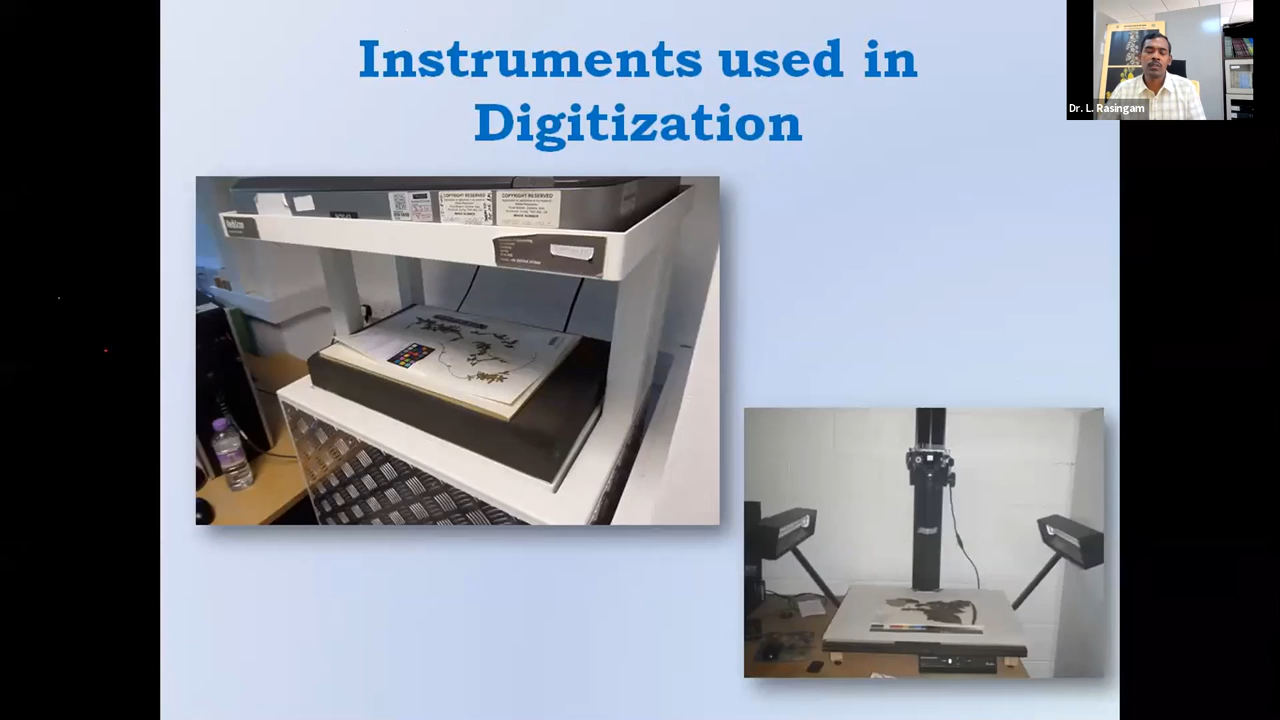 Instruments used in
Digitization
Dr. L. Rasingam
COPYRIGHT RESERVED
COPYRIGHT RESERVED